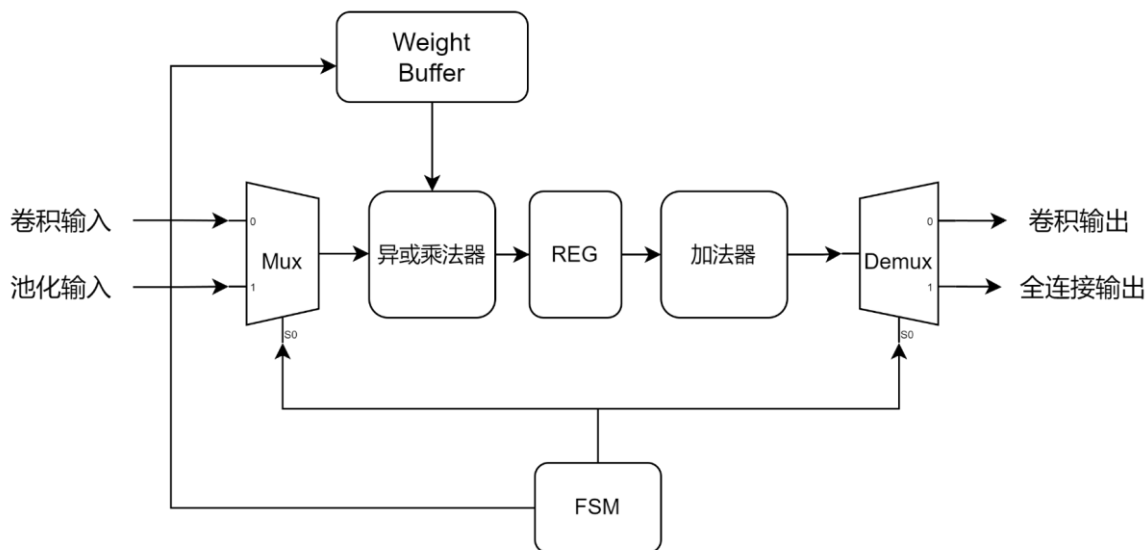 Weight
Buffer
卷积输入
0
卷积输出
0
Mux
异或乘法器
REG
加法器
Demux
池化输入
1
全连接输出
1
S0
S0
FSM